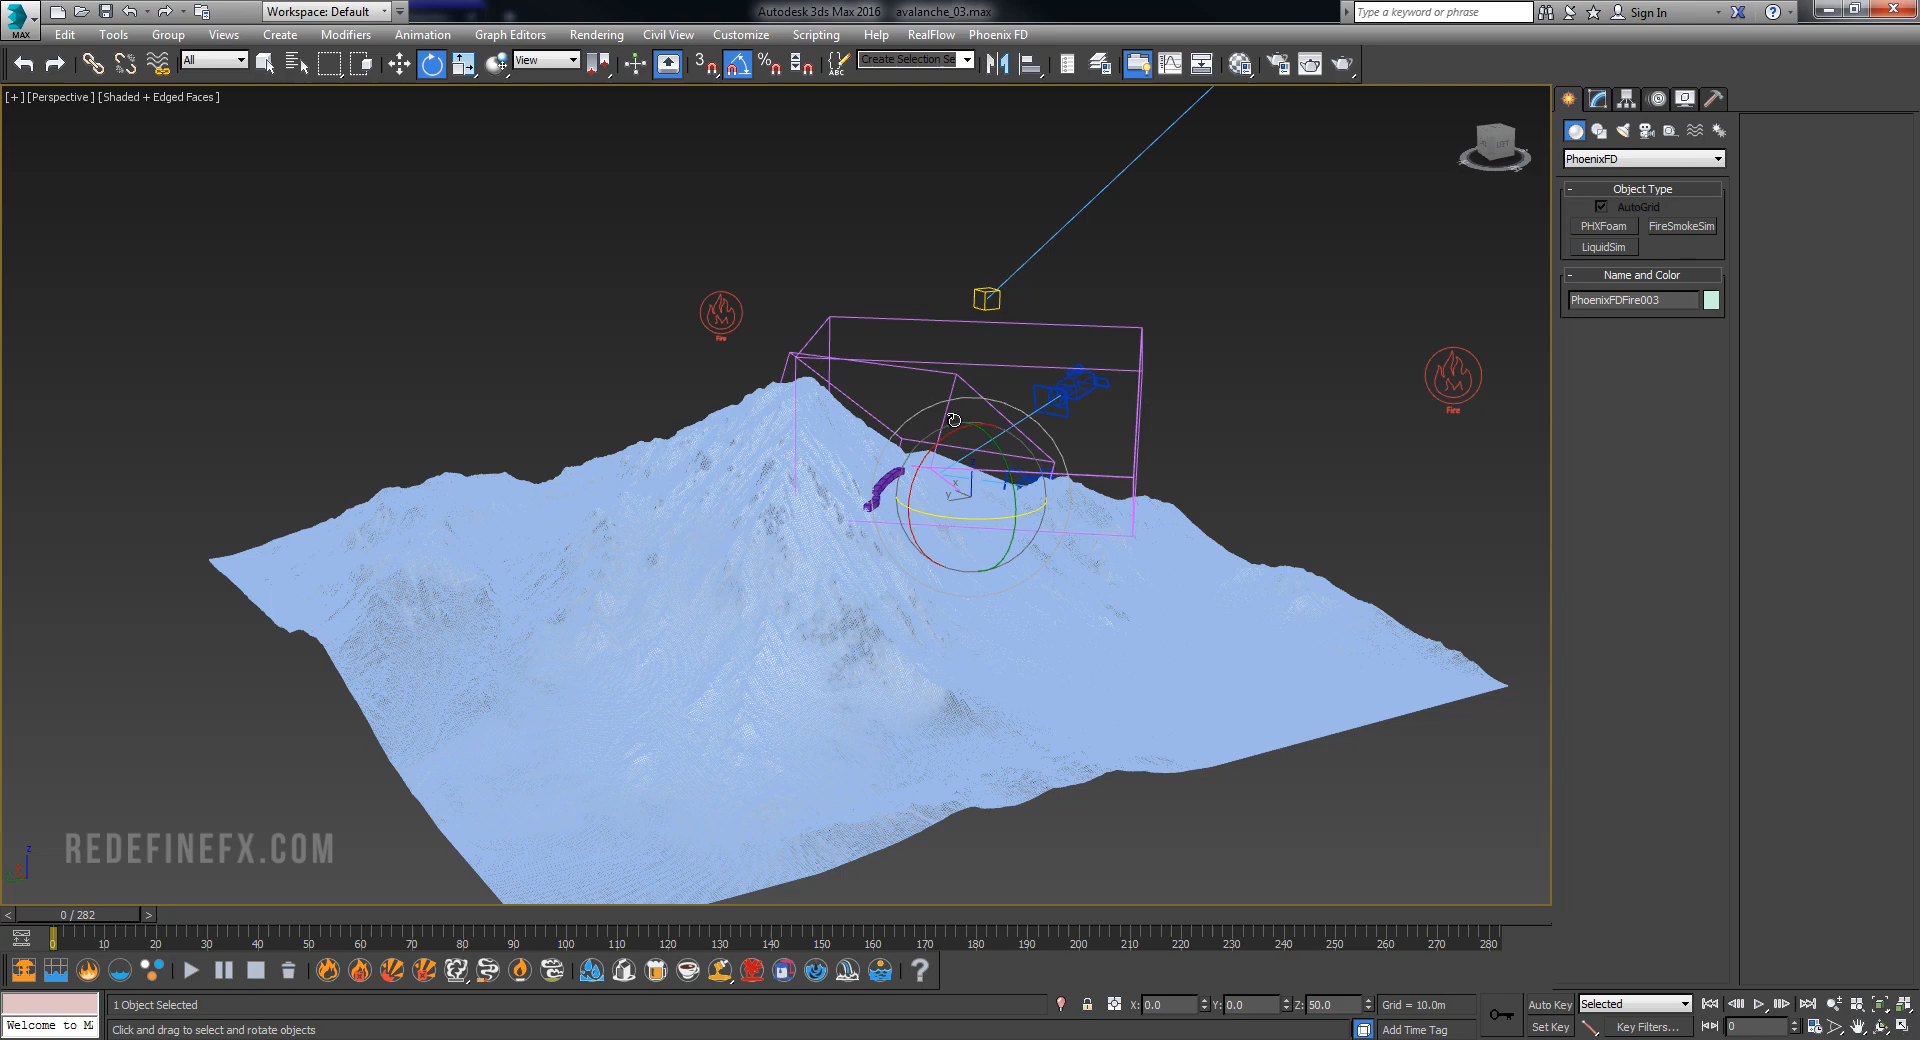 MAX
Workspace: Default
Autodesk 3ds Max 2016 avalanche_03.max
Type a keyword or phrase
Sign In
Edit Tools Group Views Create Modifiers Animation Graph Editors Rendering Civil View Customize Scripting Help RealFlow Phoenix FD
All
View
3
%
ABC
Create Selection Se
[+] [Perspective] [Shaded + Edged Faces]
LEFT
PhoenixFD
- Object Type
AutoGrid
PHXFoam FireSmokeSim
LiquidSim
- Name and Color
PhoenixFDFire003
Fire
Fire
x
y
REDEFINEFX.COM
z
< 0 / 282 >
0 10 20 30 40 50 60 70 80 90 100 110 120 130 140 150 160 170 180 190 200 210 220 230 240 250 260 270 280
?
1 Object Selected
X: 0.0 Y: 0.0 Z: 50.0 Grid = 10.0m
Auto Key Selected
Welcome to M
Click and drag to select and rotate objects
Add Time Tag
Set Key Key Filters...
0